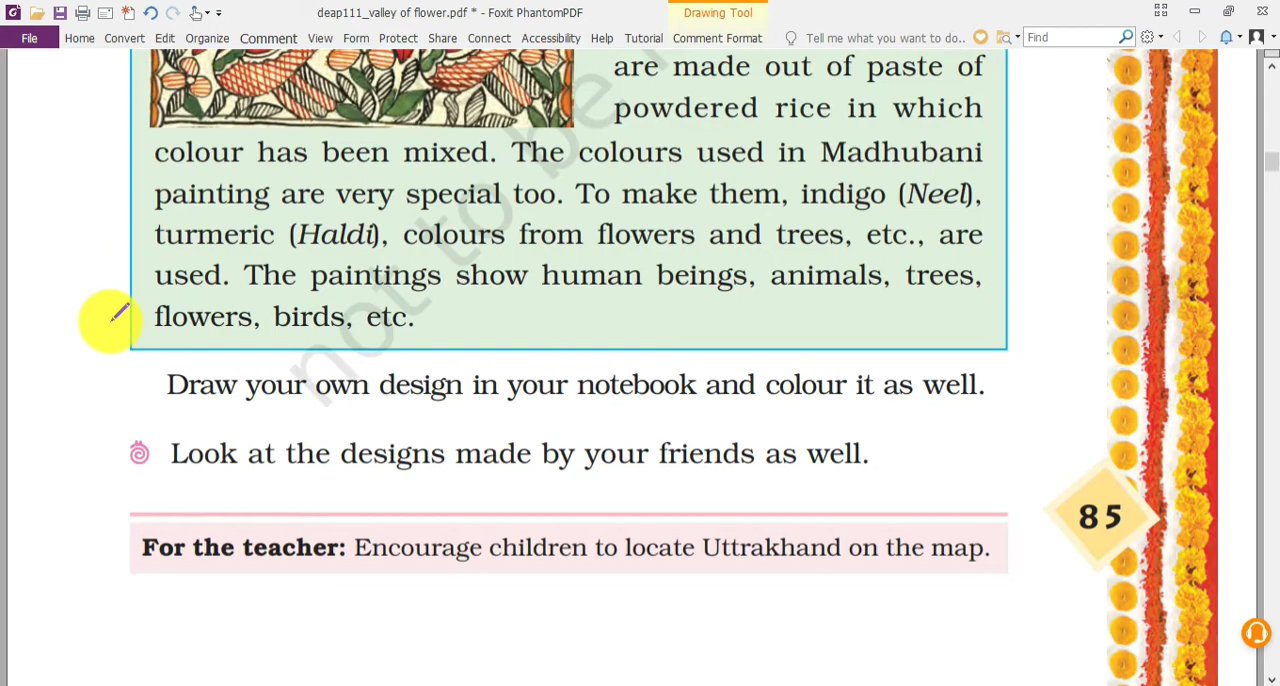 deap111_valley of flower.pdf * - Foxit PhantomPDF
Drawing Tool
File Home Convert Edit Organize Comment View Form Protect Share Connect Accessibility Help Tutorial Comment Format Tell me what you want to do.. Find
are made out of paste of
powdered rice in which
colour has been mixed. The colours used in Madhubani
painting are very special too. To make them, indigo (Neel),
turmeric (Haldi), colours from flowers and trees, etc., are
used. The paintings show human beings, animals, trees,
flowers, birds, etc.
not to be
Draw your own design in your notebook and colour it as well.
Look at the designs made by your friends as well.
85
For the teacher: Encourage children to locate Uttrakhand on the map.